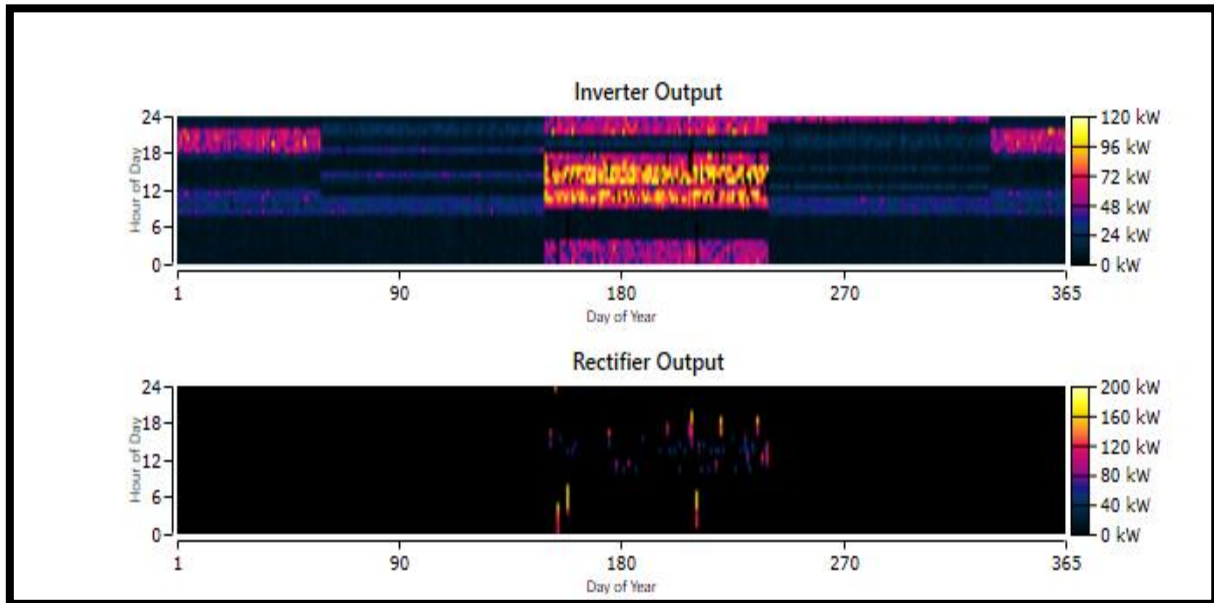 Inverter Output
24
18
12
6
0
Hour of Day
120 kW
96 kW
72 kW
48 kW
24 kW
0 kW
1 90 180 270 365
Day of Year
Rectifier Output
24
18
12
6
0
Hour of Day
200 kW
160 kW
120 kW
80 kW
40 kW
0 kW
1 90 180 270 365
Day of Year